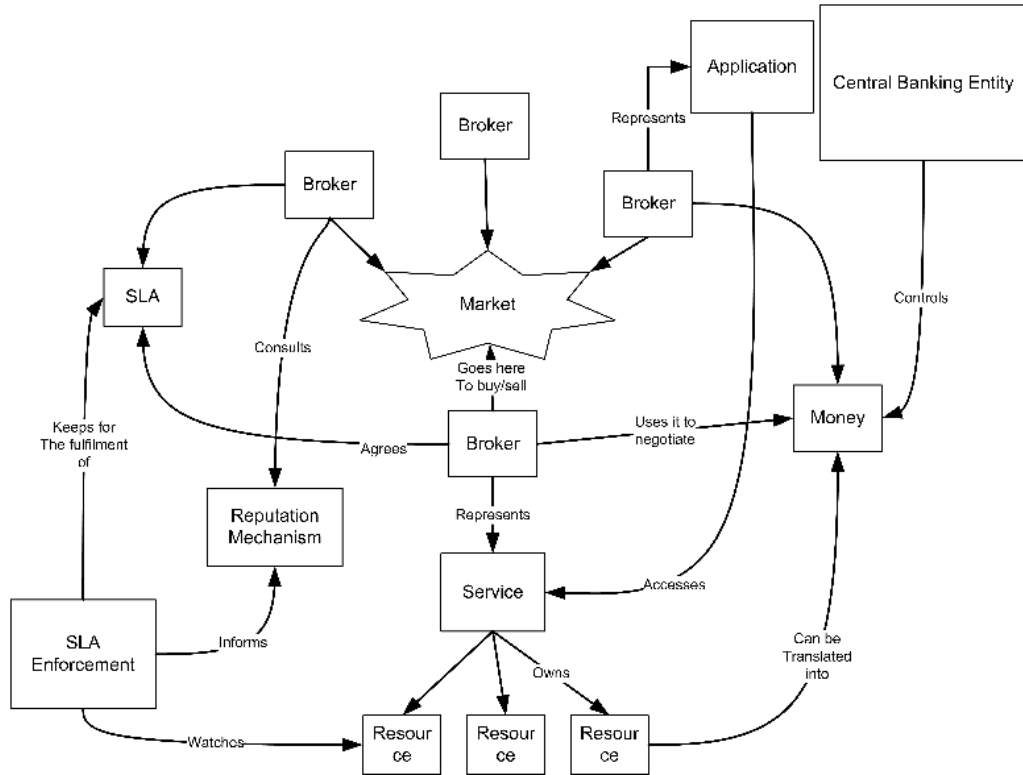 Application
Central Banking Entity
Broker
Represents
Broker
Broker
SLA
Market
Controls
Consults
Goes here
To buy/sell
Keeps for
The fulfilment
of
Agrees
Broker
Uses it to
negotiate
Money
Reputation
Mechanism
Represents
Service
Accesses
SLA
Enforcement
Informs
Can be
Translated
into
Owns
Watches
Resour
ce
Resour
ce
Resour
ce